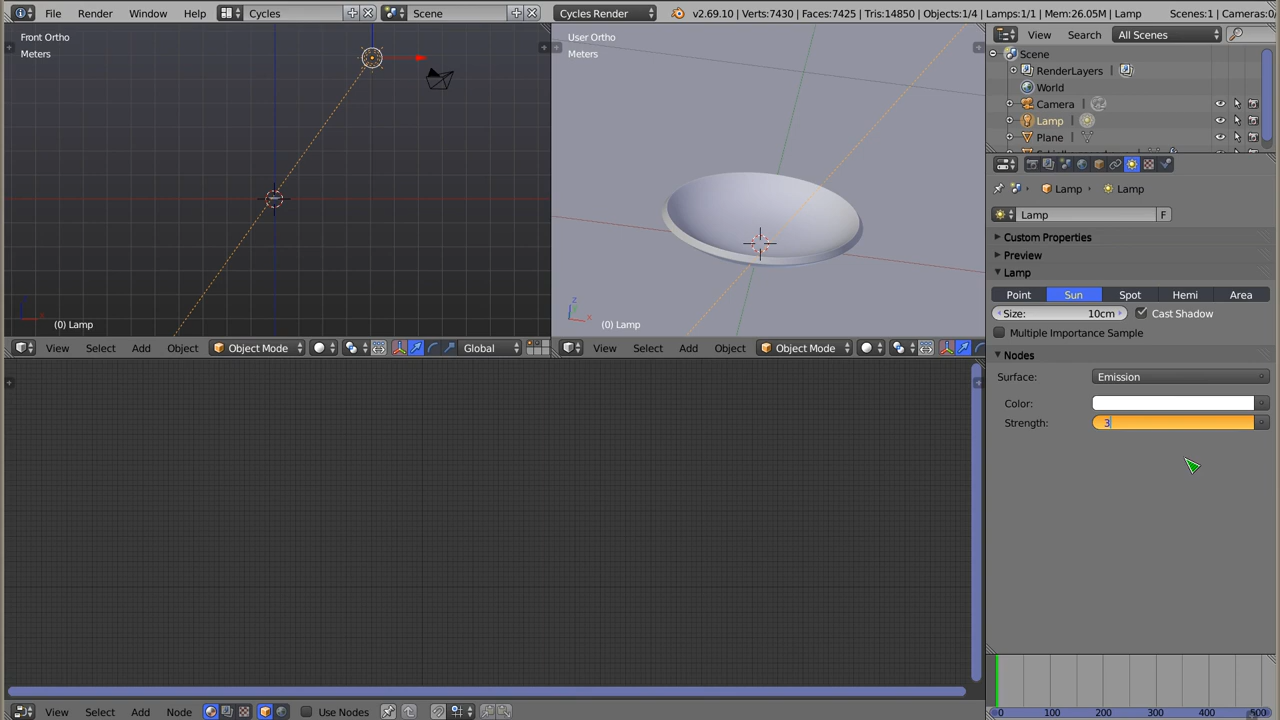 File Render Window Help Cycles Scene Cycles Render v2.69.10 | Verts:7430 | Faces:7425 | Tris:14850 | Objects:1/4 | Lamps:1/1 | Mem:26.05M | Lamp Scenes:1 | Cameras:0
View Search All Scenes
Front Ortho
Meters
(0) Lamp
User Ortho
Meters
(0) Lamp
Scene
RenderLayers
World
Camera
Lamp
Plane
Lamp Lamp
Lamp F
Custom Properties
Preview
Lamp
Point Sun Spot Hemi Area
Size: 10cm Cast Shadow
Multiple Importance Sample
Nodes
Surface: Emission
Color:
Strength: 3
View Select Add Object Object Mode Global
View Select Add Object Object Mode
0 100 200 300 400 500
View Select Add Node Use Nodes